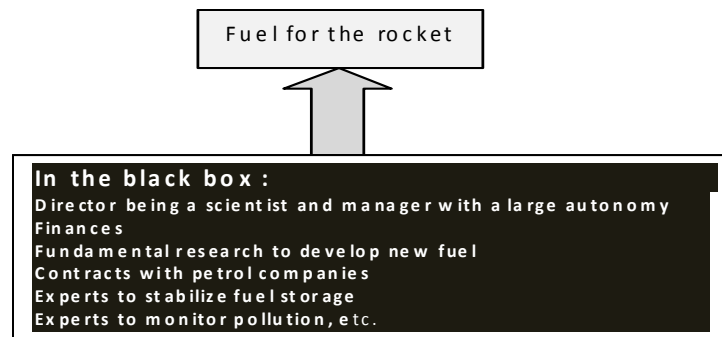 Fuel for the rocket
In the black box :
Director being a scientist and manager with a large autonomy
Finances
Fundamental research to develop new fuel
Contracts with petrol companies
Experts to stabilize fuel storage
Experts to monitor pollution, etc.